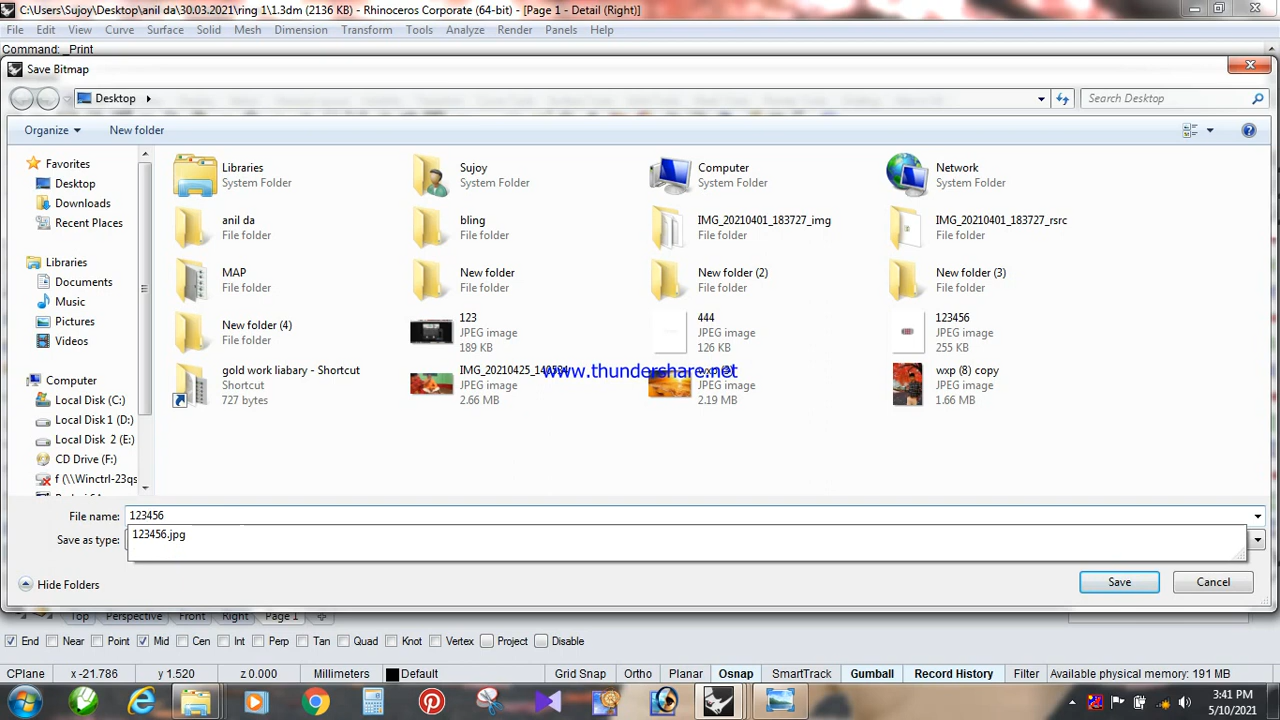 C:\Users\Sujoy\Desktop\anil da\30.03.2021\ring 1\1.3dm (2136 KB) - Rhinoceros Corporate (64-bit) - [Page 1 - Detail (Right)]
File Edit View Curve Surface Solid Mesh Dimension Transform Tools Analyze Render Panels Help
Command: _Print
Save Bitmap
Desktop
Search Desktop
Organize New folder
Favorites
Desktop
Downloads
Recent Places
Libraries
Documents
Music
Pictures
Videos
Computer
Local Disk (C:)
Local Disk 1 (D:)
Local Disk 2 (E:)
CD Drive (F:)
f (\\Winctrl-23qs
Libraries
System Folder
Sujoy
System Folder
Computer
System Folder
Network
System Folder
anil da
File folder
bling
File folder
IMG_20210401_183727_img
File folder
IMG_20210401_183727_rsrc
File folder
MAP
File folder
New folder
File folder
New folder (2)
File folder
New folder (3)
File folder
New folder (4)
File folder
123
JPEG image
189 KB
444
JPEG image
126 KB
123456
JPEG image
255 KB
gold work liabary - Shortcut
Shortcut
727 bytes
JPEG image
2.66 MB
www.thundershare.net
JPEG image
2.19 MB
wxp (8) copy
JPEG image
1.66 MB
File name: 123456
123456.jpg
Save as type:
Hide Folders
Save Cancel
Top Perspective Front Right Page 1
End Near Point Mid Cen Int Perp Tan Quad Knot Vertex Project Disable
CPlane x -21.786 y 1.520 z 0.000 Millimeters Default Grid Snap Ortho Planar Osnap SmartTrack Gumball Record History Filter Available physical memory: 191 MB
3:41 PM
5/10/2021